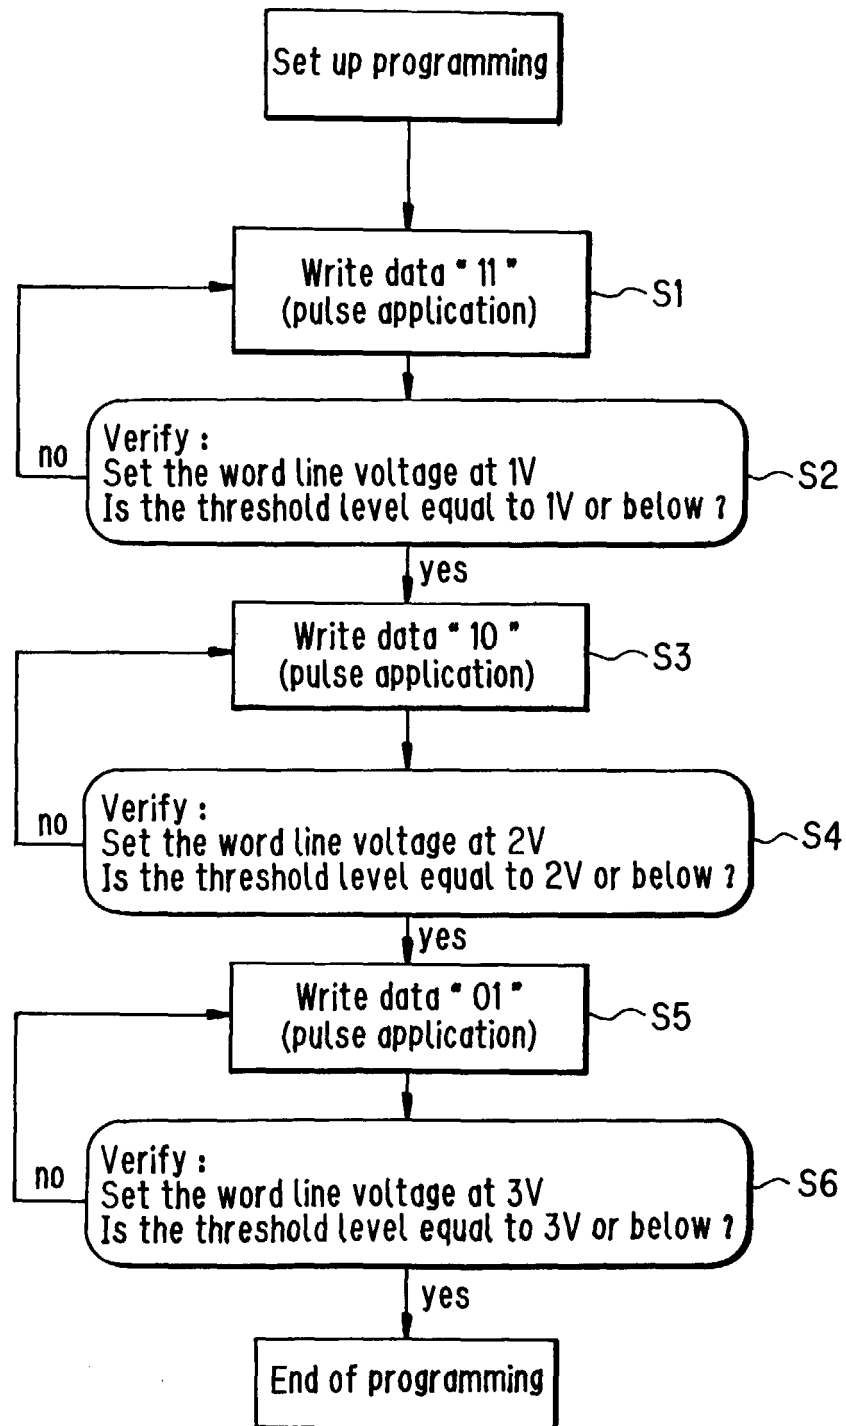 Set up programming
Write data "11"
(pulse application)
S1
no
Verify :
Set the word line voltage at 1V
Is the threshold level equal to 1V or below ?
S2
yes
Write data "10"
(pulse application)
S3
no
Verify :
Set the word line voltage at 2V
Is the threshold level equal to 2V or below ?
S4
yes
Write data "01"
(pulse application)
S5
no
Verify :
Set the word line voltage at 3V
Is the threshold level equal to 3V or below ?
S6
yes
End of programming